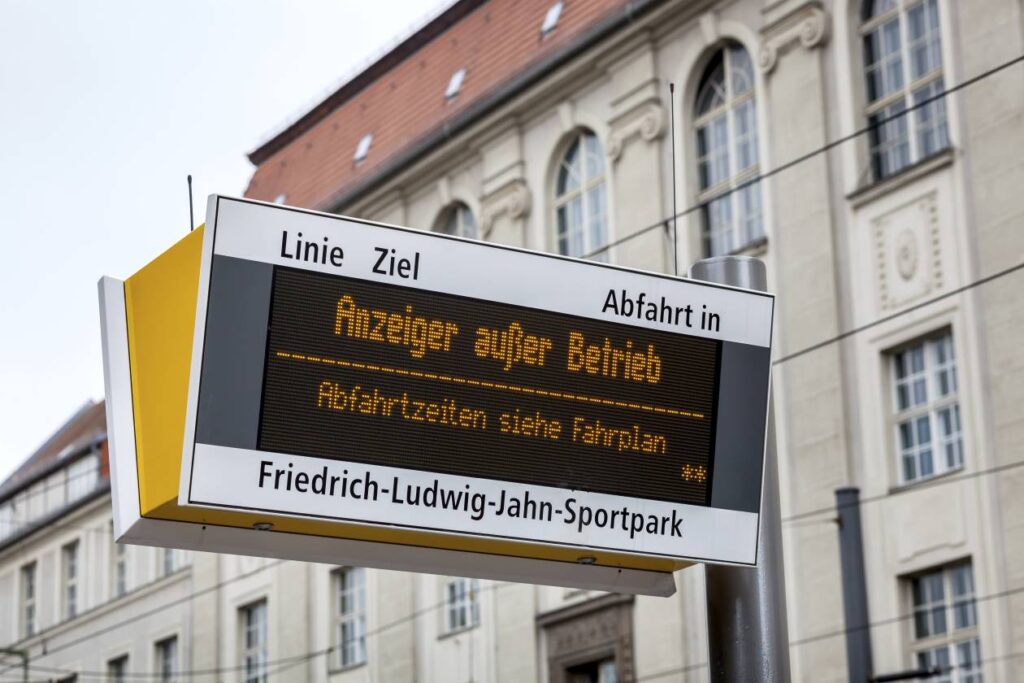 Linie Ziel
Abfahrt in
Anzeiger außer Betrieb
Abfahrtzeiten siehe Fahrplan
**
Friedrich-Ludwig-Jahn-Sportpark